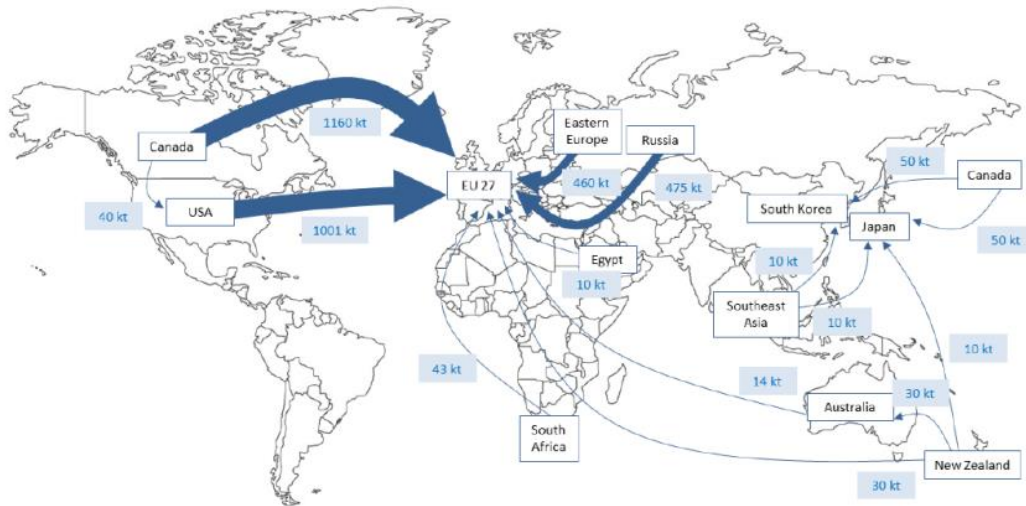 1160 kt
Canada
Eastern
Europe
Russia
50 kt
Canada
EU 27
460 kt
475 kt
40 kt
USA
South Korea
1001 kt
Japan
50 kt
Egypt
10 kt
10 kt
Southeast
Asia
10 kt
10 kt
43 kt
14 kt
30 kt
Australia
South
Africa
New Zealand
30 kt